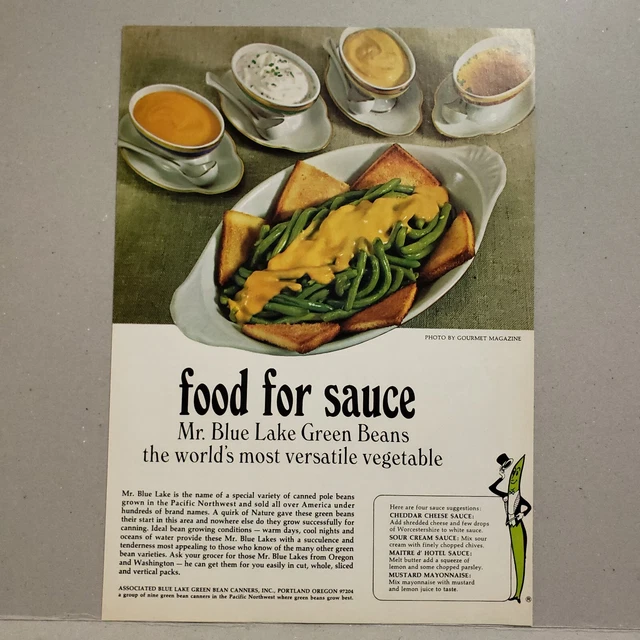 PHOTO BY GOURMET MAGAZINE
food for sauce
Mr. Blue Lake Green Beans
the world's most versatile vegetable
Mr. Blue Lake is the name of a special variety of canned pole beans
grown in the Pacific Northwest and sold all over America under
hundreds of brand names. A quirk of Nature gave these green beans
their start in this area and nowhere else do they grow successfully for
canning. Ideal bean growing conditions — warm days, cool nights and
oceans of water provide these Mr. Blue Lakes with a succulence and
tenderness most appealing to those who know of the many other green
bean varieties. Ask your grocer for those Mr. Blue Lakes from Oregon
and Washington — he can get them for you easily in cut, whole, sliced
and vertical packs.
ASSOCIATED BLUE LAKE GREEN BEAN CANNERS, INC., PORTLAND OREGON 97204
a group of nine green bean canners in the Pacific Northwest where green beans grow best.
Here are four sauce suggestions:
CHEDDAR CHEESE SAUCE:
Add shredded cheese and few drops
of Worcestershire to white sauce.
SOUR CREAM SAUCE: Mix sour
cream with finely chopped chives.
MAITRE d' HOTEL SAUCE:
Melt butter add a squeeze of
lemon and some chopped parsley.
MUSTARD MAYONNAISE:
Mix mayonnaise with mustard
and lemon juice to taste.
®